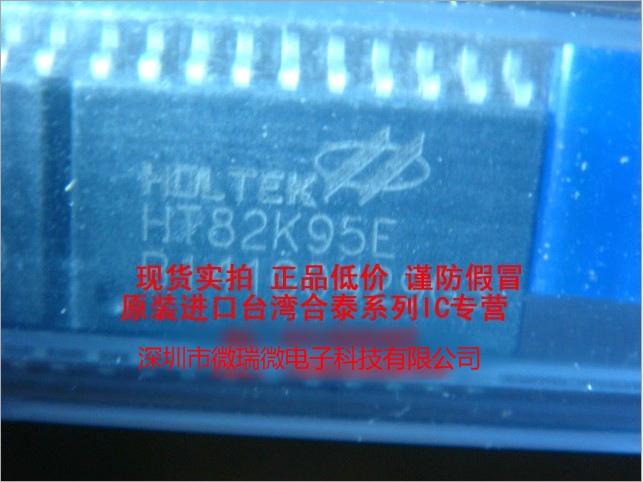 HOLTEK
HT82K95E
现货实拍 正品低价 谨防假冒
原装进口台湾合泰系列IC专营
深圳市微瑞微电子科技有限公司